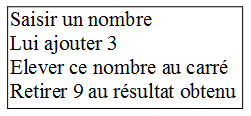 Saisir un nombre
Lui ajouter 3
Elever ce nombre au carré
Retirer 9 au résultat obtenu